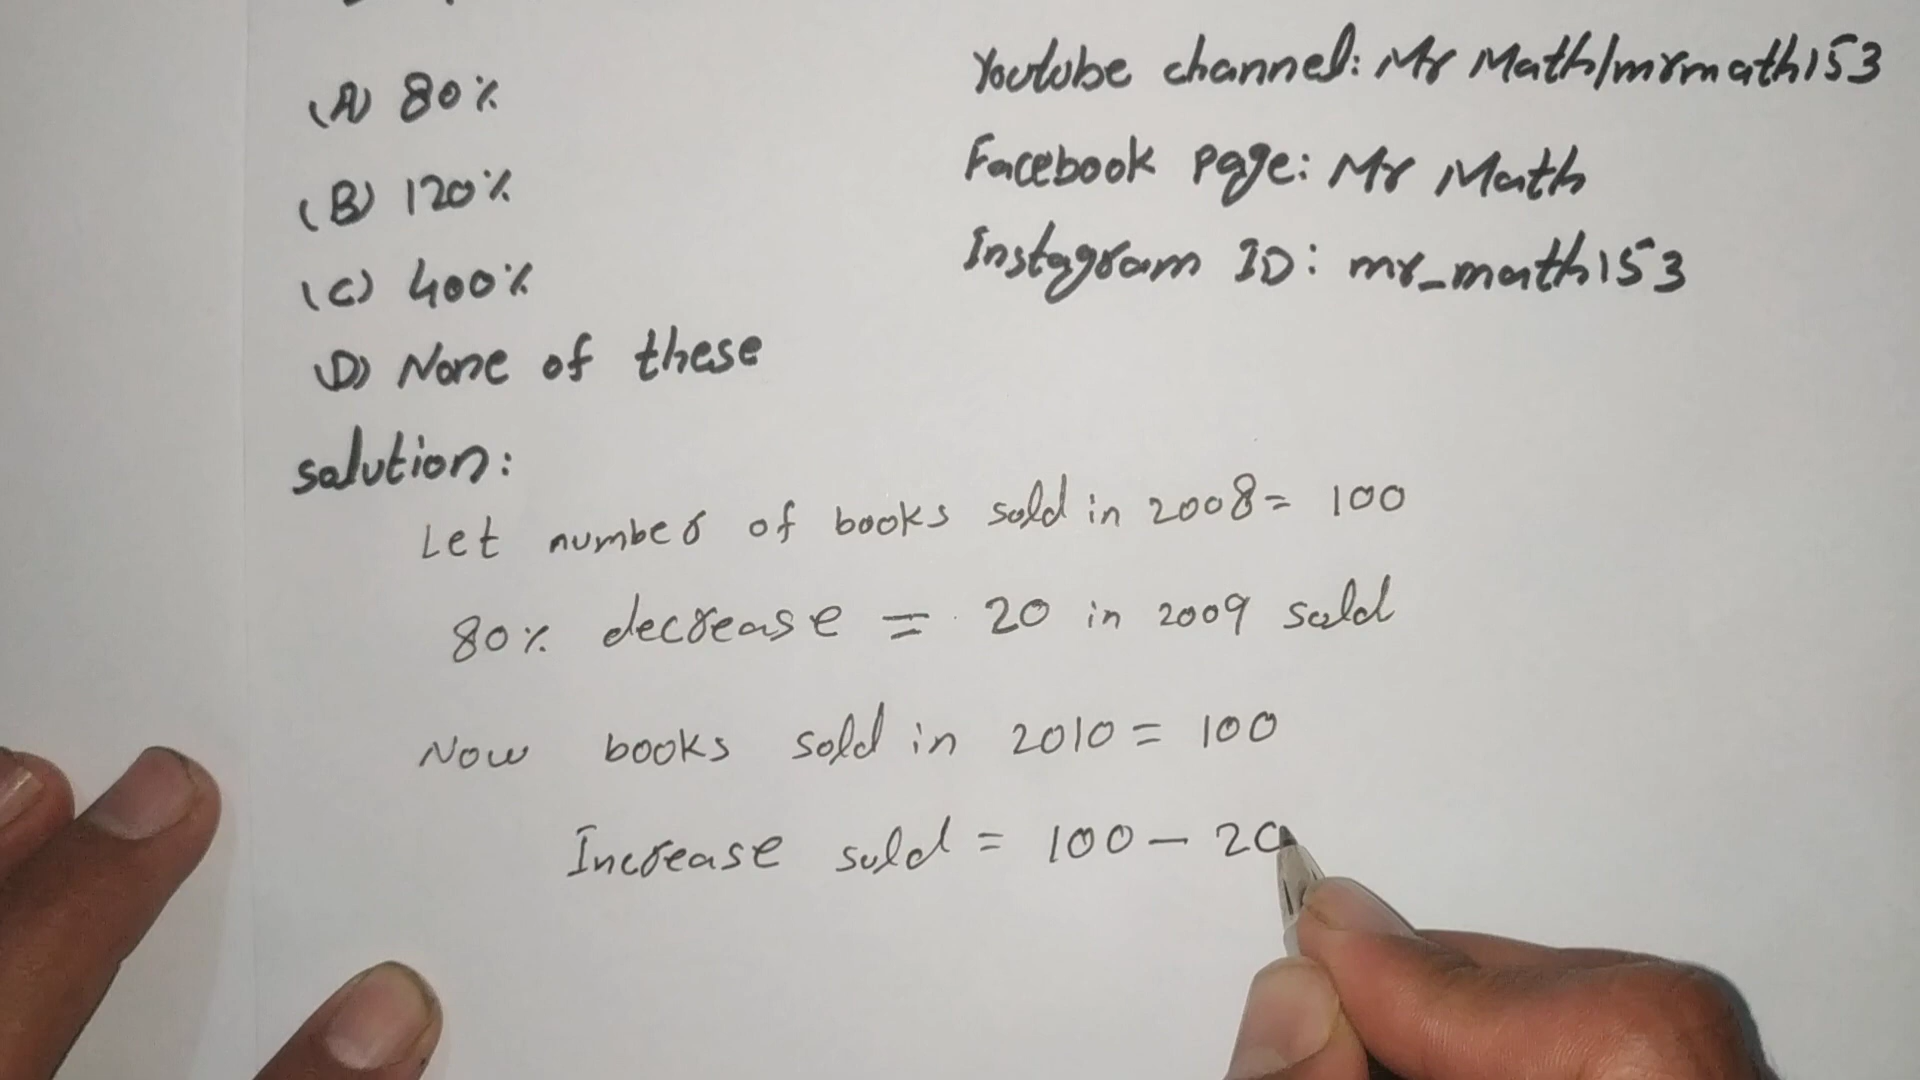 (A) 80%
(B) 120%
(C) 400%
(D) None of these
Youtube channel: Mr Math/mrmath153
Facebook page: Mr Math
Instagram ID: mr_math153
solution:
Let number of books sold in 2008 = 100
80% decrease = 20 in 2009 sold
Now books sold in 2010 = 100
Increase sold = 100 - 20